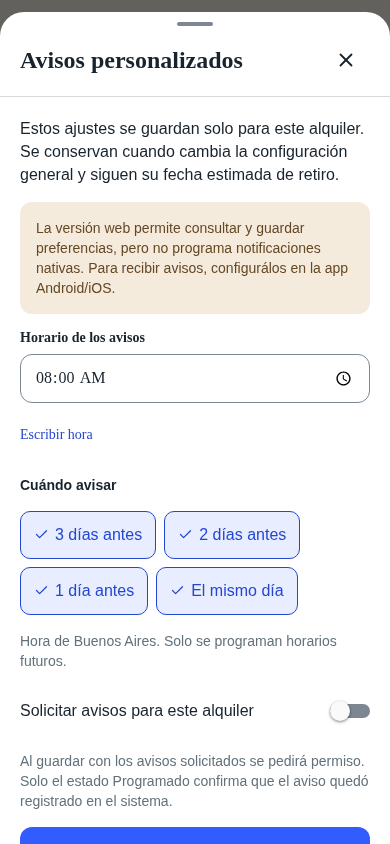 Avisos personalizados
Estos ajustes se guardan solo para este alquiler.
Se conservan cuando cambia la configuración
general y siguen su fecha estimada de retiro.
La versión web permite consultar y guardar
preferencias, pero no programa notificaciones
nativas. Para recibir avisos, configurálos en la app
Android/iOS.
Horario de los avisos
08:00 AM
Escribir hora
Cuándo avisar
3 días antes
2 días antes
1 día antes
El mismo día
Hora de Buenos Aires. Solo se programan horarios
futuros.
Solicitar avisos para este alquiler
Al guardar con los avisos solicitados se pedirá permiso.
Solo el estado Programado confirma que el aviso quedó
registrado en el sistema.